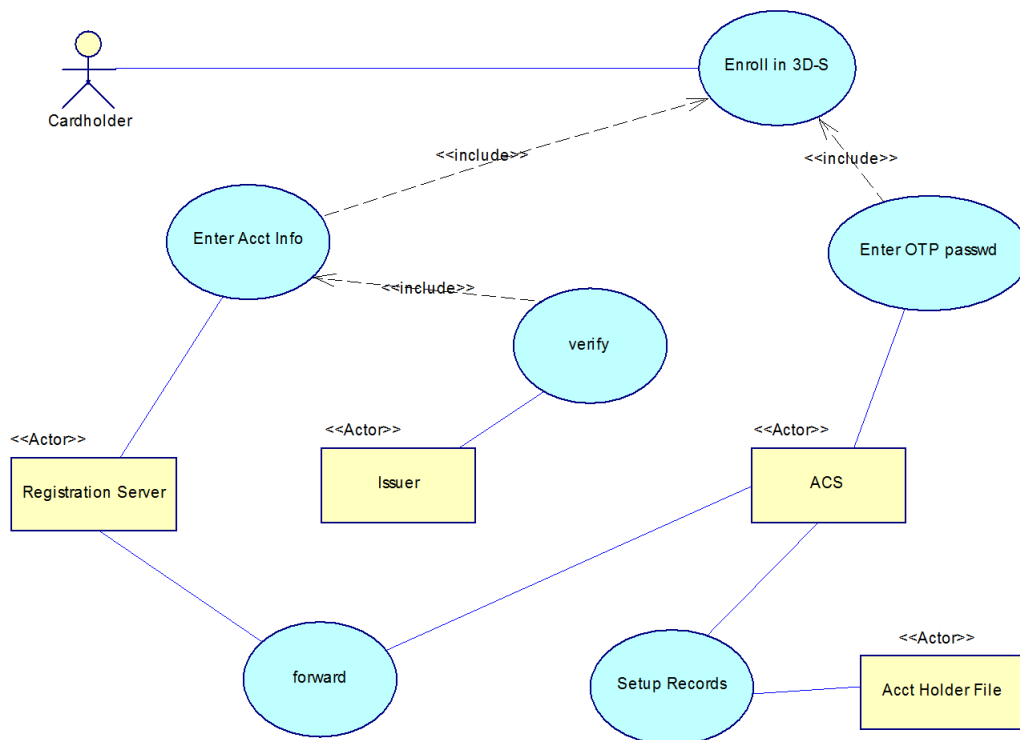 Enroll in 3D-S
Cardholder
<<include>>
<<include>>
Enter Acct Info
Enter OTP passwd
<<include>>
verify
<<Actor>>
<<Actor>>
<<Actor>>
Registration Server
Issuer
ACS
<<Actor>>
forward
Setup Records
Acct Holder File